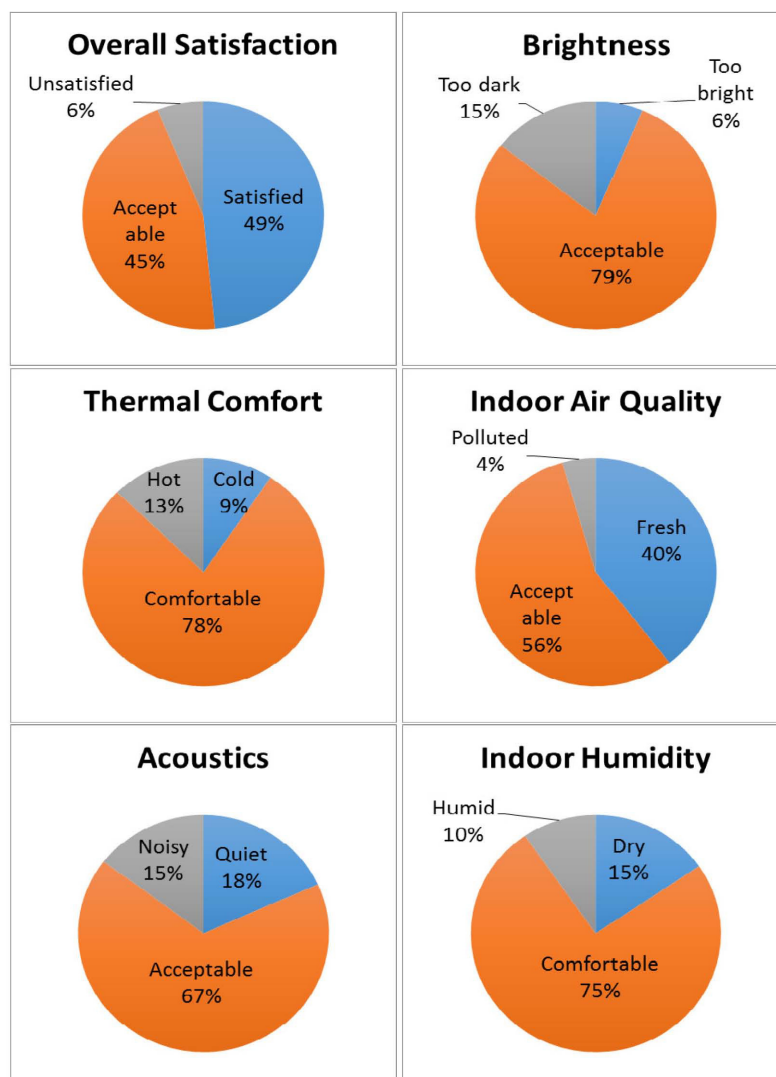 Overall Satisfaction
Unsatisfied
6%
Satisfied
49%
Accept
able
45%
Brightness
Too dark
15%
Too
bright
6%
Acceptable
79%
Thermal Comfort
Hot
13%
Cold
9%
Comfortable
78%
Indoor Air Quality
Polluted
4%
Fresh
40%
Accept
able
56%
Acoustics
Noisy
15%
Quiet
18%
Acceptable
67%
Indoor Humidity
Humid
10%
Dry
15%
Comfortable
75%